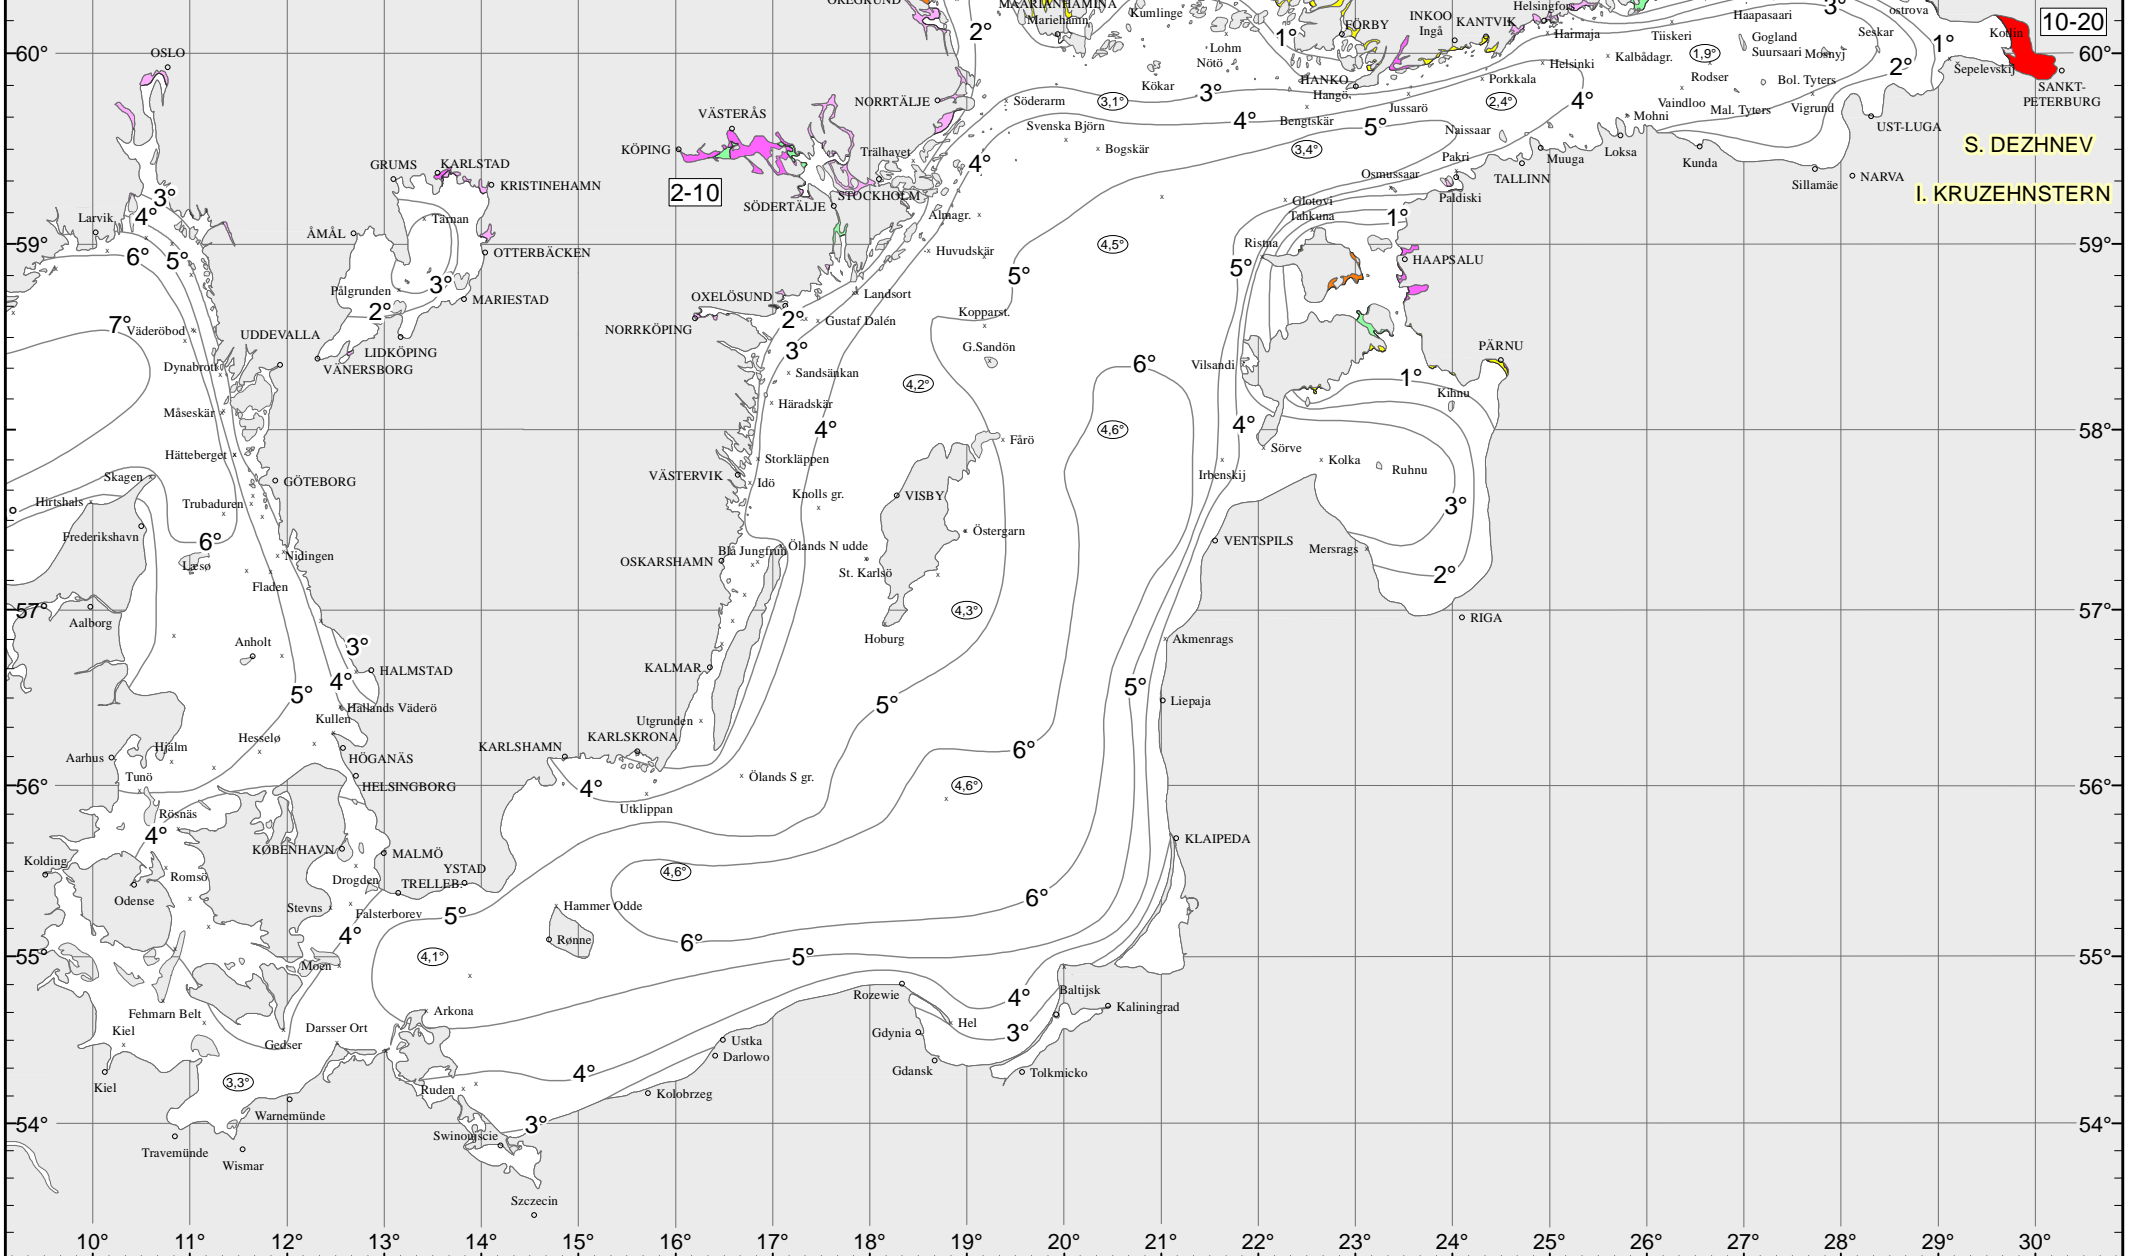 ÖREGRUND
MAARIANHAMINA
Mariehamn
Kumlinge
FÖRBY
INKOO
Ingå
KANTVIK
Helsingfors
Harmaja
Haapasaari
3°
ostrova
10-20
2°
1°
Lohm
Nötö
Kökar
Tiiskeri
Gogland
Suursaari
Seskar
Mosnyj
1°
Kotlin
60°
OSLO
60°
Helsinki
Kalbådagr.
1,9°
Rodser
Bol. Tyters
2°
Šepelevskij
SANKT-
PETERBURG
VÄSTERÅS
NORRTÄLJE
Söderarm
3,1°
3°
HANKO
Hangö
Jussarö
Porkkala
2,4°
4°
Vaindloo
Mal. Tyters
Vigrund
UST-LUGA
Svenska Björn
4°
Bengtskär
5°
Naissaar
Mohni
KÖPING
Trälhavet
4°
Bogskär
3,4°
Pakri
Muuga
Loksa
Kunda
S. DEZHNEV
GRUMS
KARLSTAD
KRISTINEHAMN
2-10
STOCKHOLM
SÖDERTÄLJE
Osmussaar
TALLINN
Sillamäe
NARVA
I. KRUZEHNSTERN
3°
Larvik
4°
Tärnan
Almagr.
Glotovi
Tahkuna
Paldiski
1°
ÅMÅL
59°
6°
5°
OTTERBÄCKEN
Huvudskär
4,5°
Ristna
59°
5°
HAAPSALU
Pålgrunden
3°
MARIESTAD
OXELÖSUND
Landsort
5°
2°
7°
Väderöbod
UDDEVALLA
NORRKÖPING
2°
Gustaf Dalén
Kopparst.
LIDKÖPING
VÄNERSBORG
3°
G.Sandön
PÄRNU
Dynabrott
Sandsänkan
4,2°
6°
Vilsandi
1°
Kihnu
Måseskär
Häradskär
4°
4,6°
4°
58°
Hätteberget
Fårö
Sörve
Storkläppen
Kolka
Ruhnu
Skagen
GÖTEBORG
VÄSTERVIK
Idö
Irbenskij
Hirtshals
Trubaduren
Knolls gr.
VISBY
3°
Frederikshavn
6°
Östergarn
VENTSPILS
Mersrags
Læsø
Nidingen
Blå Jungfrun
Ölands N udde
OSKARSHAMN
St. Karlsö
2°
Fladen
57°
Aalborg
4,3°
57°
RIGA
Anholt
3°
Hoburg
Akmenrags
HALMSTAD
KALMAR
5°
4°
5°
Liepaja
Hallands Väderö
Kullen
5°
Utgrunden
Hesselø
Hjälm
KARLSHAMN
KARLSKRONA
6°
Aarhus
HÖGANÄS
Tunö
Ölands S gr.
56°
HELSINGBORG
4°
4,6°
56°
Utklippan
Rösnäs
4°
KØBENHAVN
MALMÖ
KLAIPEDA
Kolding
YSTAD
Romsö
Drogden
TRELLEB.
4,6°
Odense
Stevns
Falsterborev
5°
Hammer Odde
6°
4°
Rønne
6°
5°
55°
Moen
4,1°
55°
Rozewie
4°
Baltijsk
Kaliningrad
Fehmarn Belt
Arkona
Hel
Kiel
Darsser Ort
Gdynia
3°
Gedser
Ustka
Darlowo
4°
Gdansk
Tolkmicko
Kiel
3,3°
Ruden
Kolobrzeg
Warnemünde
54°
3°
54°
Swinoujscie
Travemünde
Wismar
Szczecin
10° 11° 12° 13° 14° 15° 16° 17° 18° 19° 20° 21° 22° 23° 24° 25° 26° 27° 28° 29° 30°